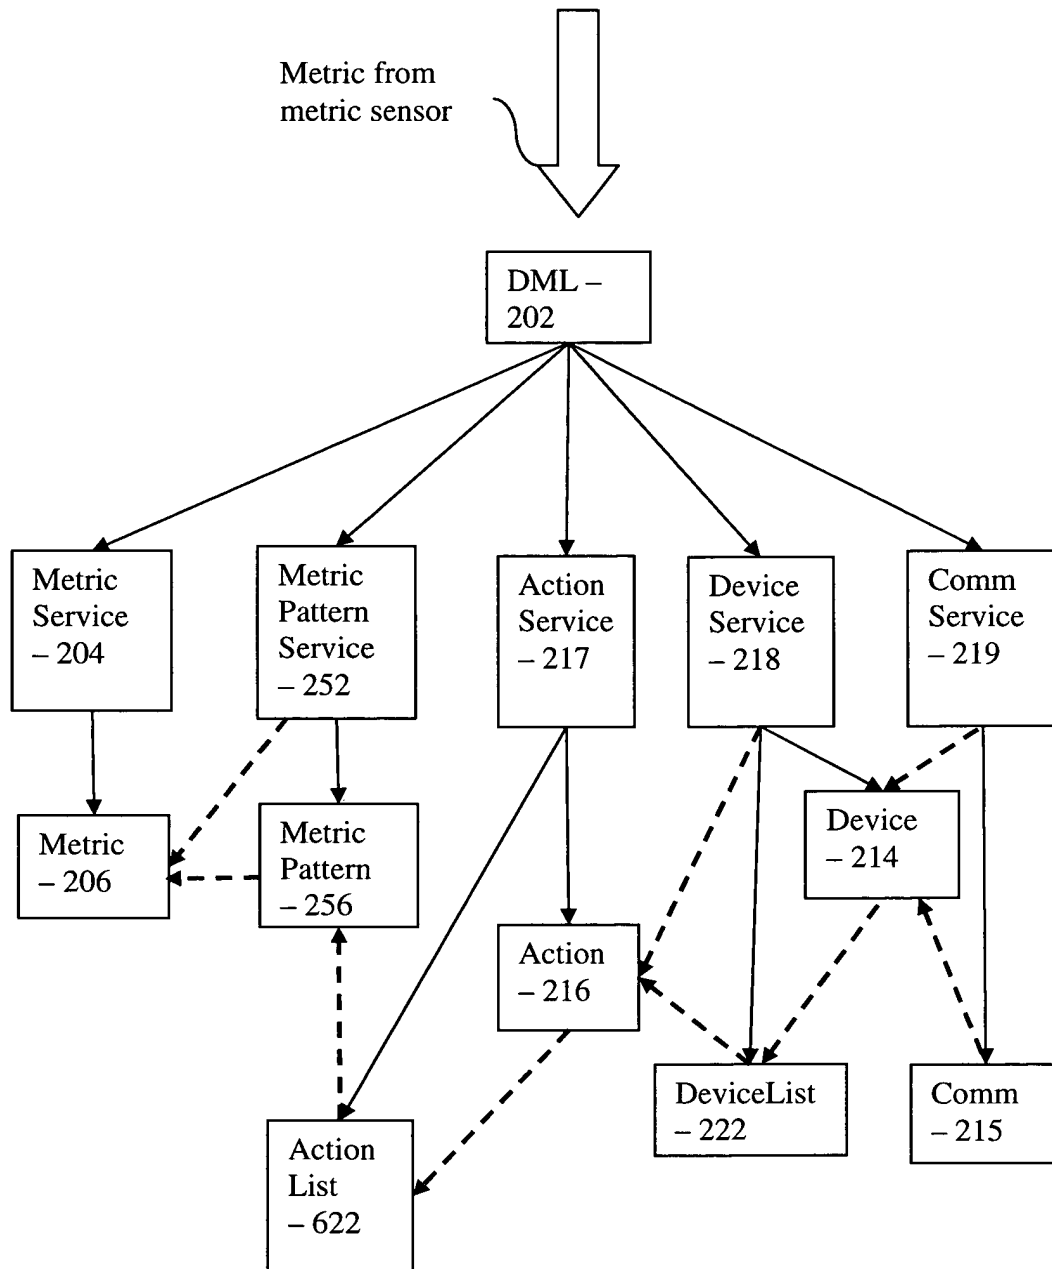 Metric from
metric sensor
DML –
202
Metric
Service
– 204
Metric
Pattern
Service
– 252
Action
Service
- 217
Device
Service
- 218
Comm
Service
- 219
Metric
- 206
Metric
Pattern
- 256
Device
- 214
Action
– 216
DeviceList
- 222
Comm
- 215
Action
List
– 622